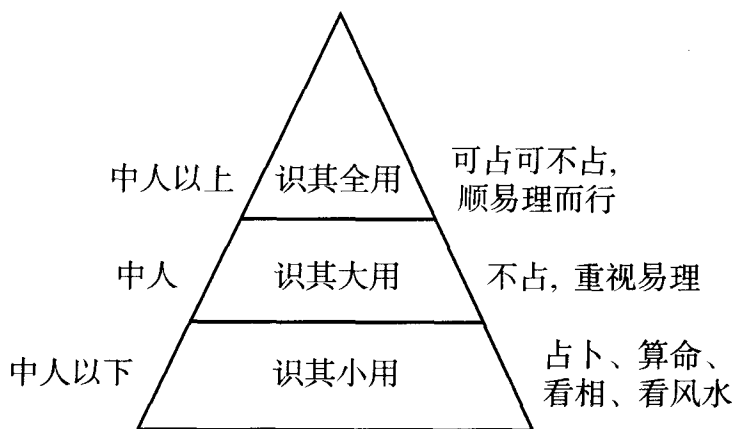 中人以上
识其全用
可占可不占,
顺易理而行
中人
识其大用
不占, 重视易理
中人以下
识其小用
占卜、算命、
看相、看风水